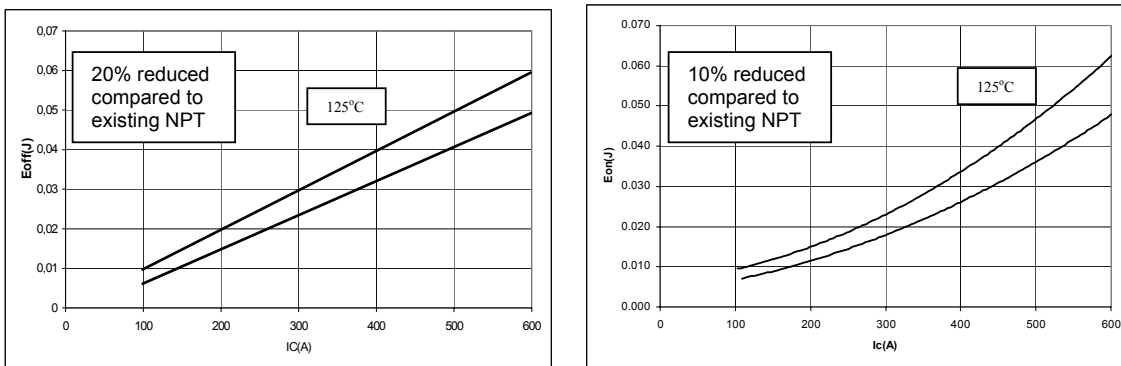 0,07
0,06
0,05
0,04
0,03
0,02
0,01
0
Eoff(J)
20% reduced
compared to
existing NPT
125°C
0 100 200 300 400 500 600
IC(A)
0.070
0.060
0.050
0.040
0.030
0.020
0.010
0.000
Eon(J)
10% reduced
compared to
existing NPT
125°C
0 100 200 300 400 500 600
Ic(A)